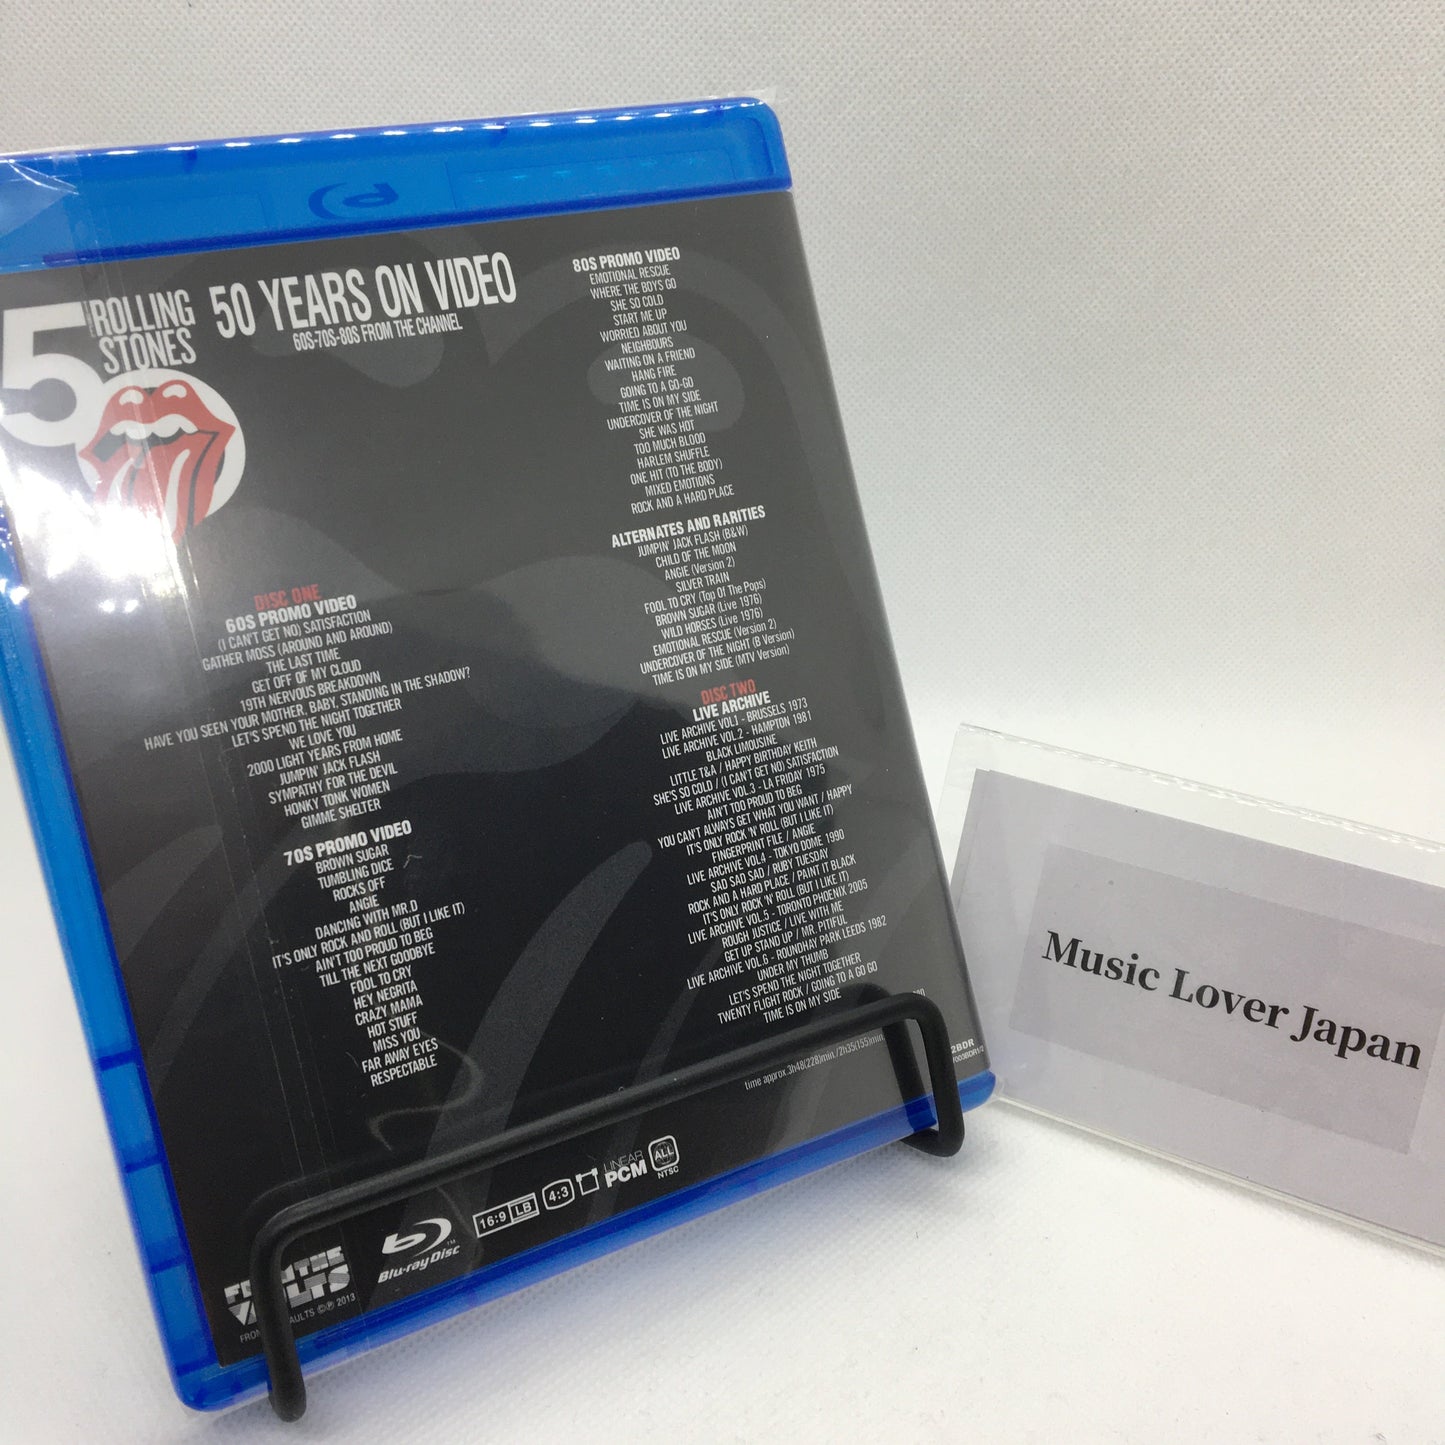 5
ROLLING
STONES
50 YEARS ON VIDEO
60S-70S-80S FROM THE CHANNEL
DISC ONE
60S PROMO VIDEO
(I CAN'T GET NO) SATISFACTION
GATHER MOSS (AROUND AND AROUND)
THE LAST TIME
GET OFF OF MY CLOUD
19TH NERVOUS BREAKDOWN
HAVE YOU SEEN YOUR MOTHER, BABY, STANDING IN THE SHADOW?
LET'S SPEND THE NIGHT TOGETHER
WE LOVE YOU
2000 LIGHT YEARS FROM HOME
JUMPIN' JACK FLASH
SYMPATHY FOR THE DEVIL
HONKY TONK WOMEN
GIMME SHELTER
70S PROMO VIDEO
BROWN SUGAR
TUMBLING DICE
ROCKS OFF
ANGIE
DANCING WITH MR.D
IT'S ONLY ROCK AND ROLL (BUT I LIKE IT)
AIN'T TOO PROUD TO BEG
TILL THE NEXT GOODBYE
FOOL TO CRY
HEY NEGRITA
CRAZY MAMA
HOT STUFF
MISS YOU
FAR AWAY EYES
RESPECTABLE
80S PROMO VIDEO
EMOTIONAL RESCUE
WHERE THE BOYS GO
SHE SO COLD
START ME UP
WORRIED ABOUT YOU
NEIGHBOURS
WAITING ON A FRIEND
HANG FIRE
GOING TO A GO-GO
TIME IS ON MY SIDE
UNDERCOVER OF THE NIGHT
SHE WAS HOT
TOO MUCH BLOOD
HARLEM SHUFFLE
ONE HIT (TO THE BODY)
MIXED EMOTIONS
ROCK AND A HARD PLACE
ALTERNATES AND RARITIES
JUMPIN' JACK FLASH (B&W)
CHILD OF THE MOON
ANGIE (Version 2)
SILVER TRAIN
FOOL TO CRY (Top Of The Pops)
BROWN SUGAR (Live 1976)
WILD HORSES (Live 1976)
EMOTIONAL RESCUE (Version 2)
UNDERCOVER OF THE NIGHT (B Version)
TIME IS ON MY SIDE (MTV Version)
DISC TWO
LIVE ARCHIVE
LIVE ARCHIVE VOL1 - BRUSSELS 1973
LIVE ARCHIVE VOL.2 - HAMPTON 1981
BLACK LIMOUSINE
LITTLE T&A / HAPPY BIRTHDAY KEITH
SHE'S SO COLD / (I CAN'T GET NO) SATISFACTION
LIVE ARCHIVE VOL.3 - LA FRIDAY 1975
AIN'T TOO PROUD TO BEG
YOU CAN'T ALWAYS GET WHAT YOU WANT / HAPPY
IT'S ONLY ROCK 'N' ROLL (BUT I LIKE IT)
FINGERPRINT FILE / ANGIE
LIVE ARCHIVE VOL4 - TOKYO DOME 1990
SAD SAD SAD / RUBY TUESDAY
ROCK AND A HARD PLACE / PAINT IT BLACK
IT'S ONLY ROCK 'N' ROLL (BUT I LIKE IT)
LIVE ARCHIVE VOL.5 - TORONTO PHOENIX 2005
ROUGH JUSTICE / LIVE WITH ME
GET UP STAND UP / MR. PITIFUL
LIVE ARCHIVE VOL.6 - ROUNDHAY PARK LEEDS 1982
UNDER MY THUMB
LET'S SPEND THE NIGHT TOGETHER
TWENTY FLIGHT ROCK / GOING TO A GO GO
TIME IS ON MY SIDE
time approx.3h48(228)min./2h35(155)min
2BDR
FROM THE
VAULTS
AULTS ©℗ 2013
Blu-ray Disc
TM
16:9 LB
4:3
LINEAR
PCM
ALL
NTSC
Music Lover Japan